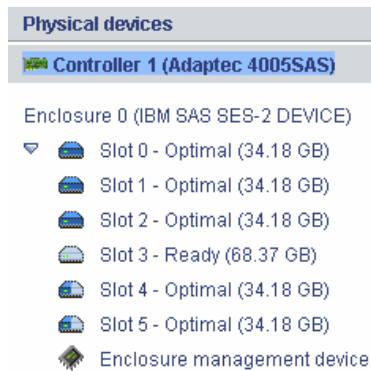 Physical devices
Controller 1 (Adaptec 4005SAS)
Enclosure 0 (IBM SAS SES-2 DEVICE)
Slot 0 - Optimal (34.18 GB)
Slot 1 - Optimal (34.18 GB)
Slot 2 - Optimal (34.18 GB)
Slot 3 - Ready (68.37 GB)
Slot 4 - Optimal (34.18 GB)
Slot 5 - Optimal (34.18 GB)
Enclosure management device